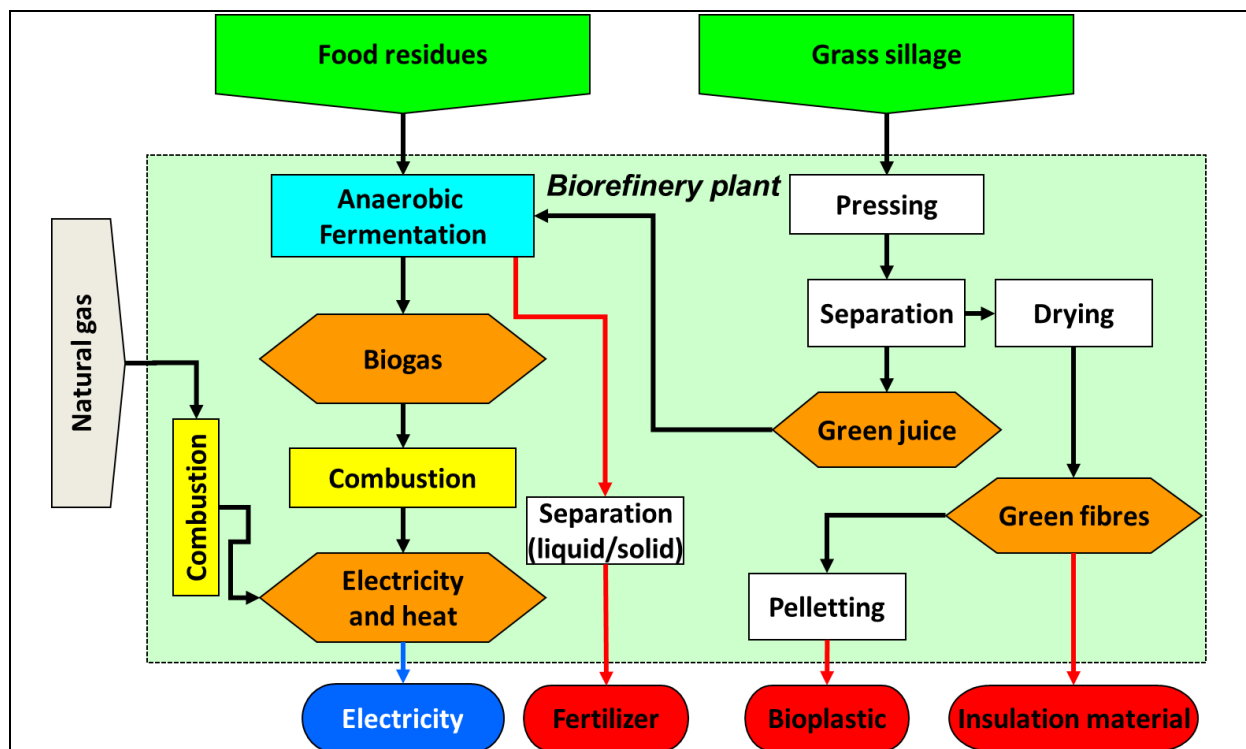 Food residues
Grass sillage
Biorefinery plant
Anaerobic
Fermentation
Pressing
Natural gas
Separation
Drying
Biogas
Green juice
Combustion
Combustion
Separation
(liquid/solid)
Green fibres
Electricity
and heat
Pelletting
Electricity
Fertilizer
Bioplastic
Insulation material